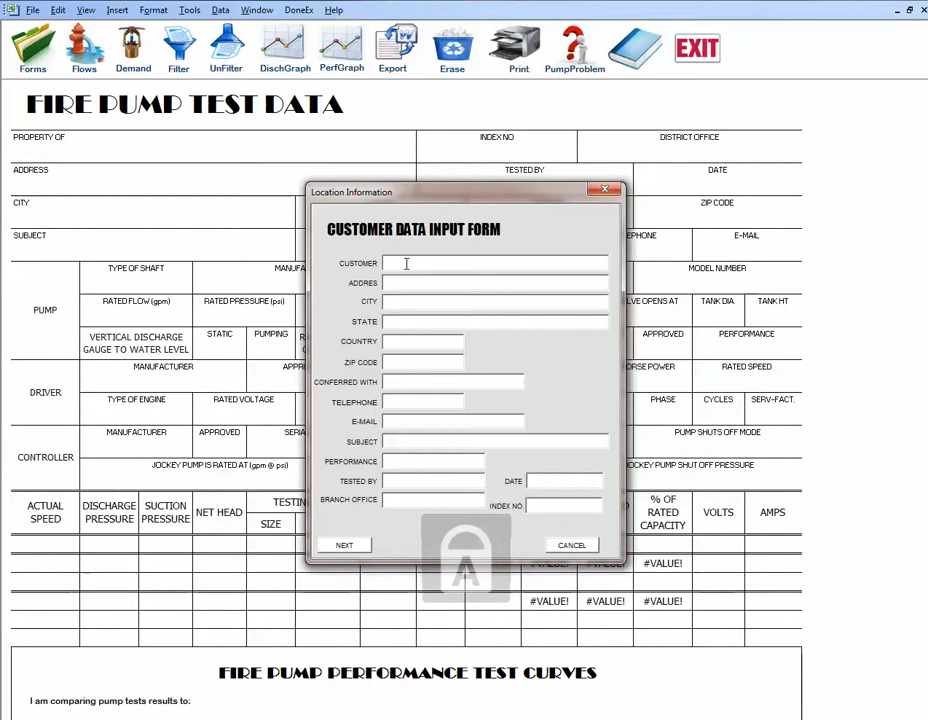 File Edit View Insert Format Tools Data Window DoneEx Help
Forms Flows Demand Filter UnFilter DischGraph PerfGraph Export Erase Print PumpProblem EXIT
FIRE PUMP TEST DATA
PROPERTY OF INDEX NO. DISTRICT OFFICE
ADDRESS TESTED BY DATE
Location Information
CITY ZIP CODE
CUSTOMER DATA INPUT FORM
SUBJECT E-MAIL
CUSTOMER
TYPE OF SHAFT MODEL NUMBER
ADDRES
CITY
RATED FLOW (gpm) RATED PRESSURE (psi) TANK DIA. TANK HT
PUMP
STATE
VERTICAL DISCHARGE
GAUGE TO WATER LEVEL
STATIC PUMPING APPROVED PERFORMANCE
COUNTRY
ZIP CODE
MANUFACTURER RATED SPEED
CONFERRED WITH
DRIVER
TYPE OF ENGINE RATED VOLTAGE PHASE CYCLES SERV-FACT.
TELEPHONE
E-MAIL
MANUFACTURER APPROVED PUMP SHUTS OFF MODE
SUBJECT
CONTROLLER
PERFORMANCE
JOCKEY PUMP IS RATED AT (gpm @ psi) JOCKEY PUMP SHUT OFF PRESSURE
TESTED BY DATE
BRANCH OFFICE INDEX NO.
ACTUAL
SPEED
DISCHARGE
PRESSURE
SUCTION
PRESSURE
NET HEAD
SIZE
% OF
RATED
CAPACITY
VOLTS AMPS
NEXT CANCEL
A
#VALUE! #VALUE! #VALUE!
#VALUE! #VALUE! #VALUE!
FIRE PUMP PERFORMANCE TEST CURVES
I am comparing pump tests results to: